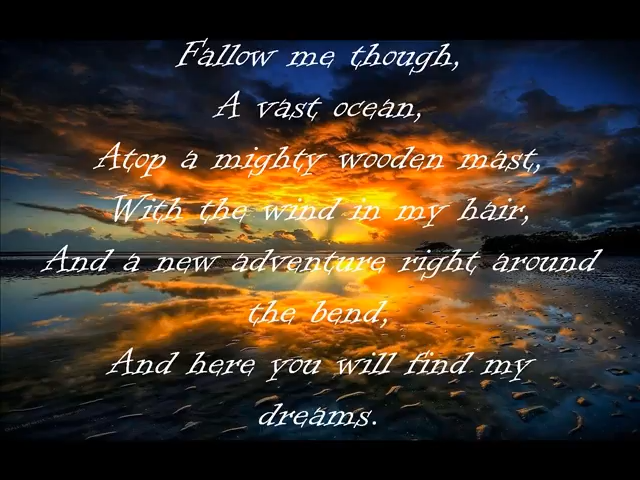 Fallow me though,
A vast ocean,
Atop a mighty wooden mast,
With the wind in my hair,
And a new adventure right around
the bend,
And here you will find my
dreams.